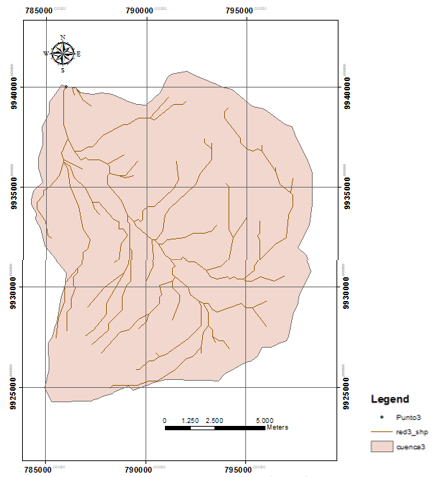 785000 790000 795000
N
W E
S
9940000 9940000
9935000 9935000
9930000 9930000
9925000 9925000
0 1.250 2.500 5.000
Meters
785000 790000 795000
Legend
Punto3
red3_shp
cuenca3